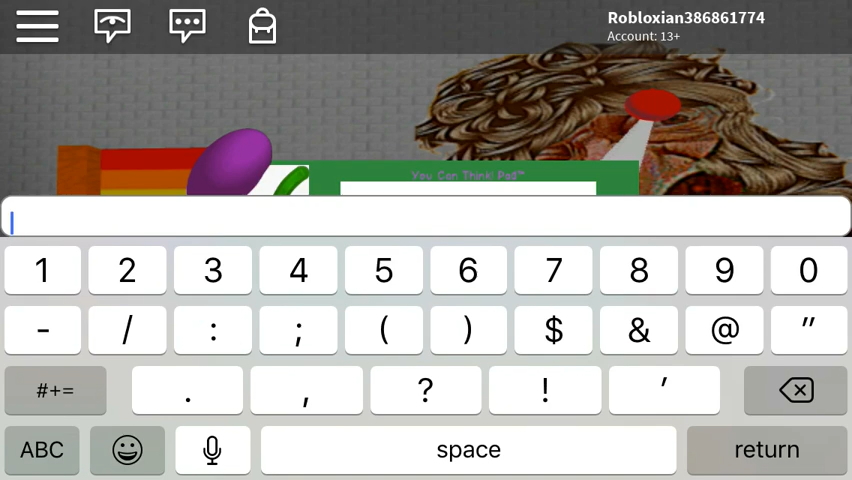 Robloxian386861774
Account: 13+
You Can Think! Pad™
1 2 3 4 5 6 7 8 9 0
- / : ; ( ) $ & @ "
#+= . , ? ! '
ABC space return